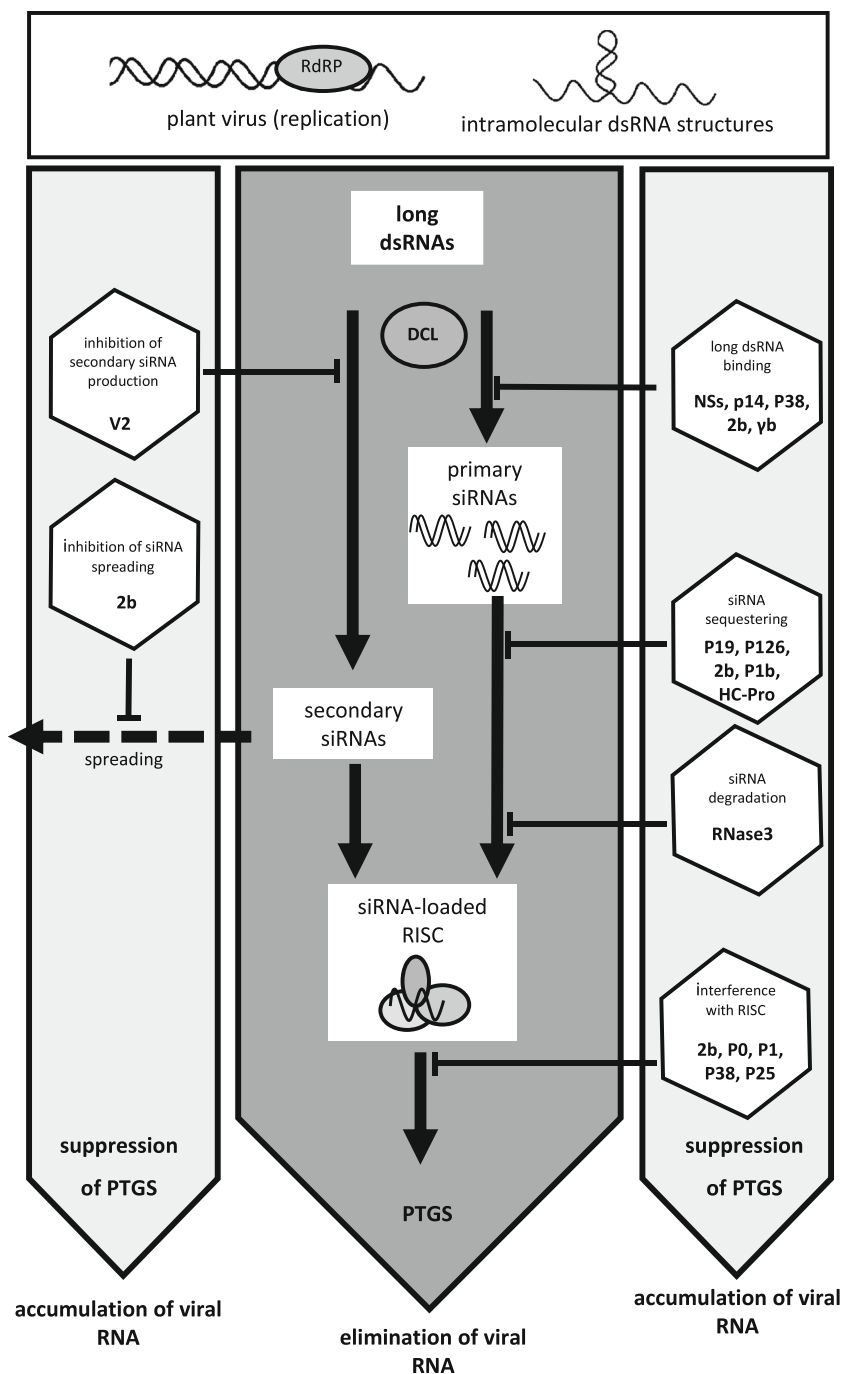 RdRP
plant virus (replication)
intramolecular dsRNA structures
long
dsRNAs
DCL
inhibition of
secondary siRNA
production
V2
inhibition of siRNA
spreading
2b
spreading
long dsRNA
binding
NSs, p14, P38,
2b, γb
primary
siRNAs
siRNA
sequestering
P19, P126,
2b, P1b,
HC-Pro
secondary
siRNAs
siRNA
degradation
RNase3
siRNA-loaded
RISC
interference
with RISC
2b, P0, P1,
P38, P25
suppression
of PTGS
PTGS
suppression
of PTGS
accumulation of viral
RNA
elimination of viral
RNA
accumulation of viral
RNA